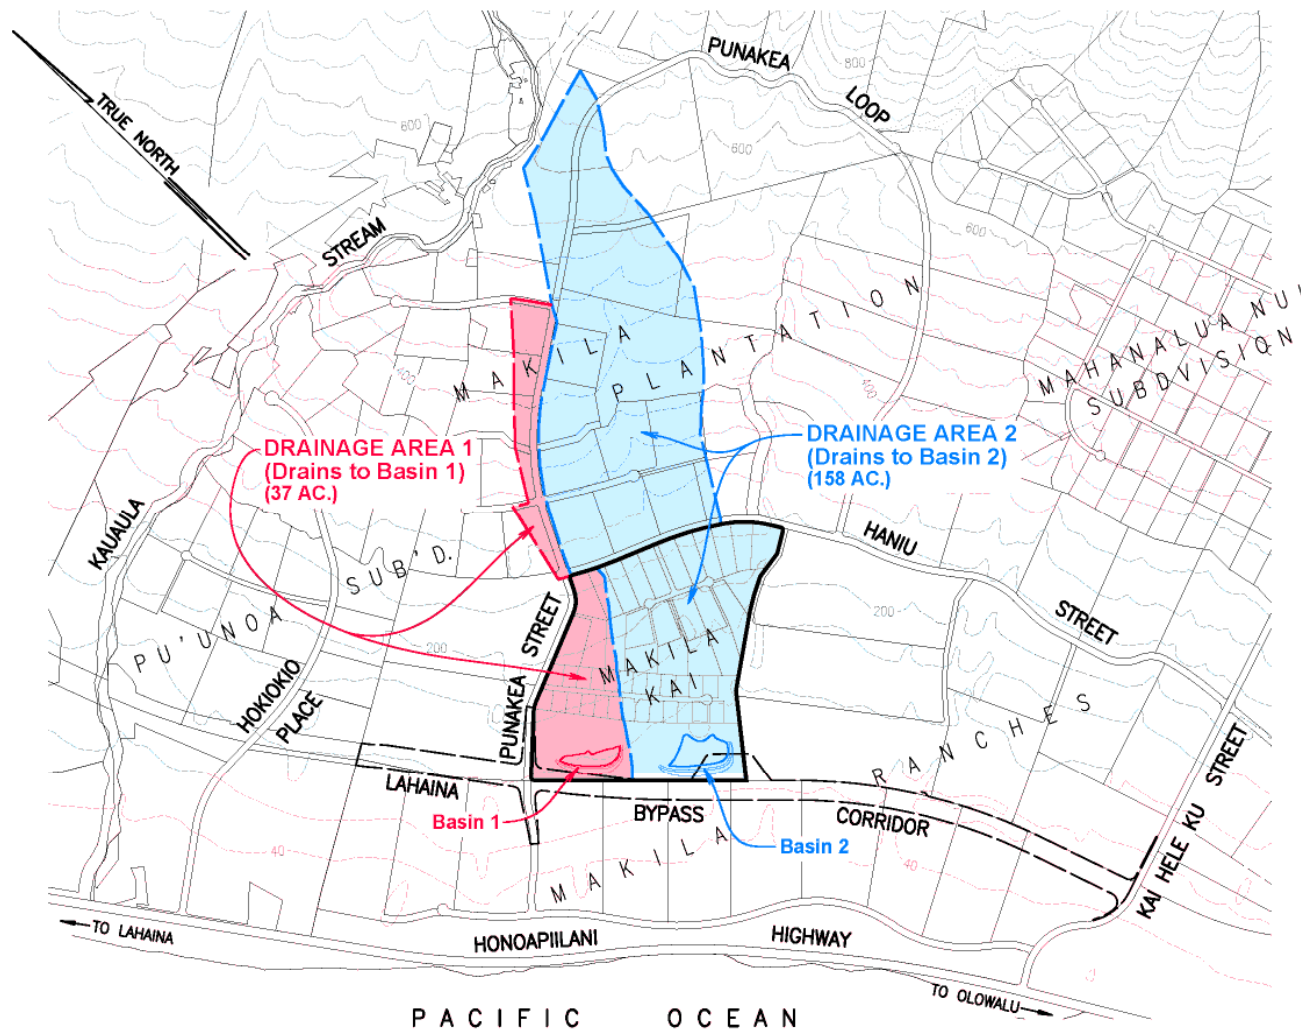 PUNAKEA
LOOP
800
600
600
TRUE NORTH
STREAM
600
MAKILA
PLANTATION
MAHANALUA NUI
SUBDVISION
400
400
DRAINAGE AREA 1
(Drains to Basin 1)
(37 AC.)
DRAINAGE AREA 2
(Drains to Basin 2)
(158 AC.)
KAUAULA
HANIU
STREET
PU'UNOA SUB'D.
200
200
HOKIOKIO
PLACE
PUNAKEA STREET
MAKILA
KAI
MAKILA
RANCHES
KAI HELE KU STREET
LAHAINA
BYPASS
CORRIDOR
Basin 1
Basin 2
40
40
TO LAHAINA
HONOAPIILANI
HIGHWAY
TO OLOWALU
PACIFIC OCEAN